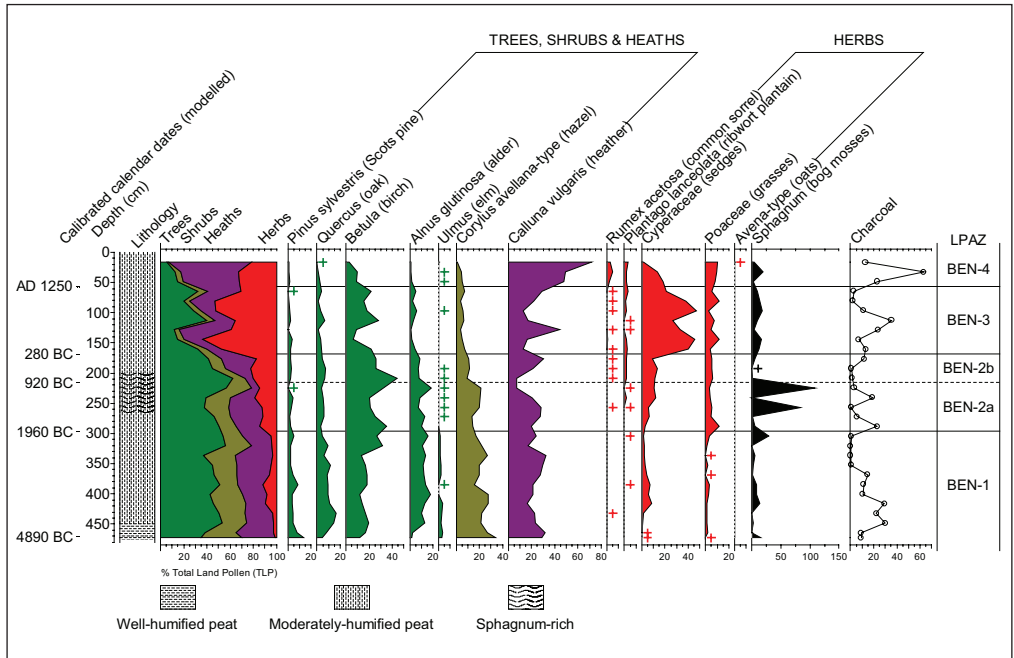 TREES, SHRUBS & HEATHS
HERBS
Calibrated calendar dates (modelled)
Depth (cm)
Lithology
Trees
Shrubs
Heaths
Herbs
Pinus sylvestris (Scots pine)
Quercus (oak)
Betula (birch)
Alnus glutinosa (alder)
Ulmus (elm)
Corylus avellana-type (hazel)
Calluna vulgaris (heather)
Rumex acetosa (common sorrel)
Plantago lanceolata (ribwort plantain)
Cyperaceae (sedges)
Poaceae (grasses)
Avena-type (oats)
Sphagnum (bog mosses)
Charcoal
LPAZ
0
50
100
150
200
250
300
350
400
450
AD 1250
280 BC
920 BC
1960 BC
4890 BC
BEN-4
BEN-3
BEN-2b
BEN-2a
BEN-1
20 40 60 80 100
20
20
20 40
20
20
20
20 40 60 80
20
20
20 40
20
20
50 100 150
20 40 60
% Total Land Pollen (TLP)
Well-humified peat
Moderately-humified peat
Sphagnum-rich